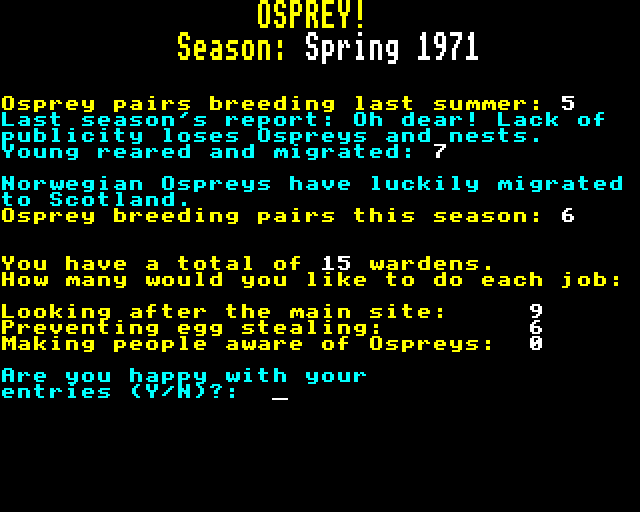 OSPREY!
Season: Spring 1971
Osprey pairs breeding last summer: 5
Last season's report: Oh dear! Lack of
publicity loses Ospreys and nests.
Young reared and migrated: 7
Norwegian Ospreys have luckily migrated
to Scotland.
Osprey breeding pairs this season: 6
You have a total of 15 wardens.
How many would you like to do each job:
Looking after the main site: 9
Preventing egg stealing: 6
Making people aware of Ospreys: 0
Are you happy with your
entries (Y/N)?: _